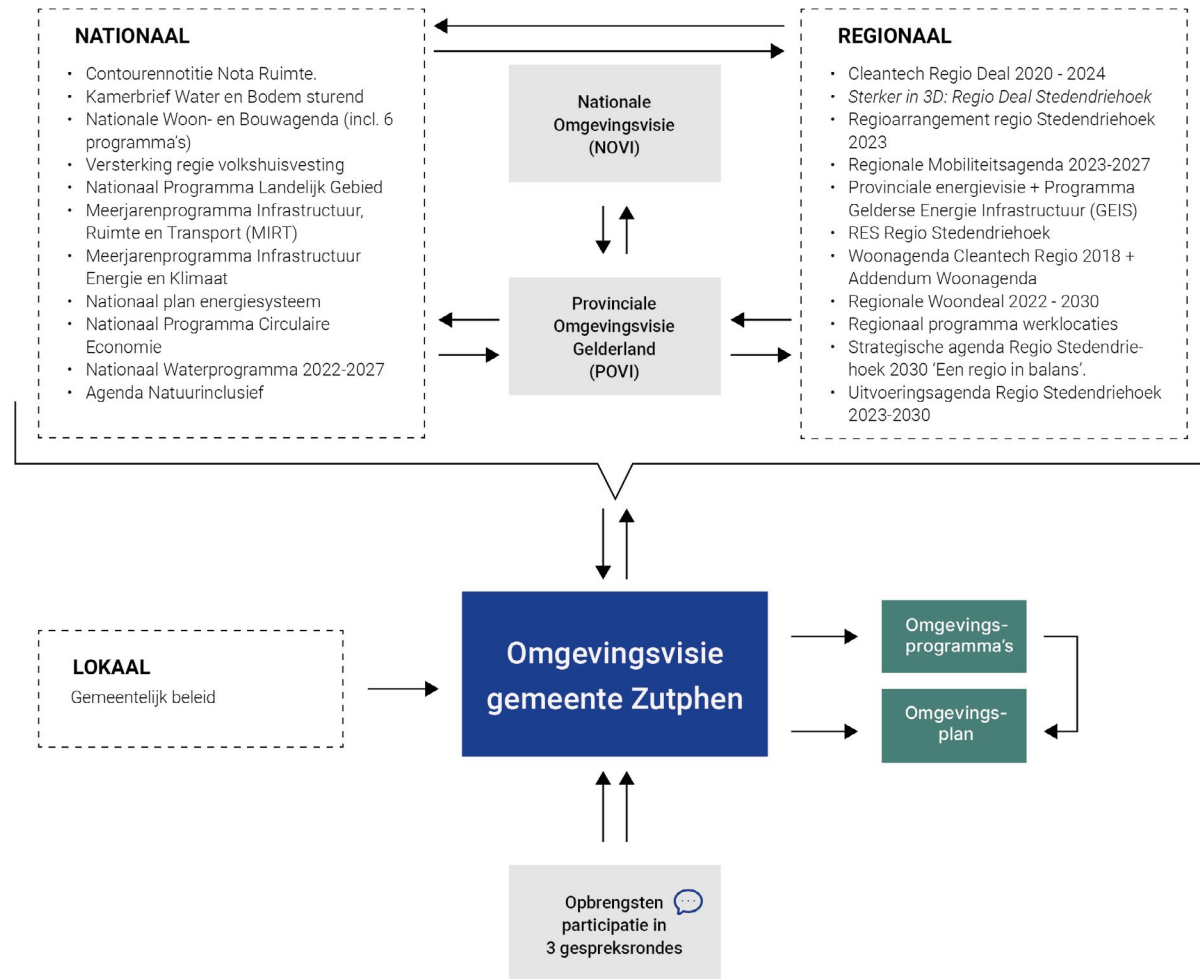 NATIONAAL
• Contourennotitie Nota Ruimte.
• Kamerbrief Water en Bodem sturend
• Nationale Woon- en Bouwagenda (incl. 6
programma's)
• Versterking regie volkshuisvesting
• Nationaal Programma Landelijk Gebied
• Meerjarenprogramma Infrastructuur,
Ruimte en Transport (MIRT)
• Meerjarenprogramma Infrastructuur
Energie en Klimaat
• Nationaal plan energiesysteem
• Nationaal Programma Circulaire
Economie
• Nationaal Waterprogramma 2022-2027
• Agenda Natuurinclusief
Nationale
Omgevingsvisie
(NOVI)
Provinciale
Omgevingsvisie
Gelderland
(POVI)
REGIONAAL
• Cleantech Regio Deal 2020 - 2024
• Sterker in 3D: Regio Deal Stedendriehoek
• Regioarrangement regio Stedendriehoek
2023
• Regionale Mobiliteitsagenda 2023-2027
• Provinciale energievisie + Programma
Gelderse Energie Infrastructuur (GEIS)
• RES Regio Stedendriehoek
• Woonagenda Cleantech Regio 2018 +
Addendum Woonagenda
• Regionale Woondeal 2022 - 2030
• Regionaal programma werklocaties
• Strategische agenda Regio Stedendrie-
hoek 2030 'Een regio in balans'.
• Uitvoeringsagenda Regio Stedendriehoek
2023-2030
LOKAAL
Gemeentelijk beleid
Omgevingsvisie
gemeente Zutphen
Omgevings-
programma's
Omgevings-
plan
Opbrengsten
participatie in
3 gespreksrondes